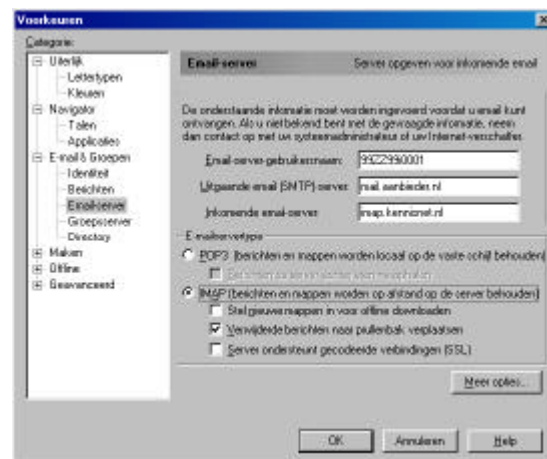 Voorkeuren
Categorie:
Uiterlijk
Lettertypen
Kleuren
Navigator
Talen
Applicaties
E-mail & Groepen
Identiteit
Berichten
Email-server
Groepsserver
Directory
Maken
Offline
Geavanceerd
Email-server
Server opgeven voor inkomende email
De onderstaande informatie moet worden ingevoerd voordat u email kunt
ontvangen. Als u niet bekend bent met de gevraagde informatie, neem
dan contact op met uw systeemadministrateur of uw Internet-verschaffer.
Email-server-gebruikersnaam:
99ZZ99I0001
Uitgaande email (SMTP)-server:
mail.aanbieder.nl
Inkomende email-server:
imap.kennisnet.nl
E-mailservertype
POP3 (berichten en mappen worden locaal op de vaste schijf behouden)
IMAP (berichten en mappen worden op afstand op de server behouden)
Stel nieuwe mappen in voor offline downloaden
Verwijderde berichten naar prullenbak verplaatsen
Server ondersteunt gecodeerde verbindingen (SSL)
Meer opties...
OK
Annuleren
Help